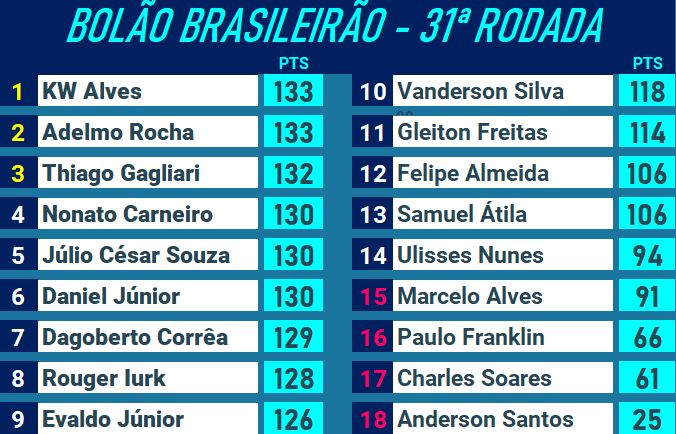 BOLÃO BRASILEIRÃO - 31ª RODADA
PTS
1 KW Alves 133
2 Adelmo Rocha 133
3 Thiago Gagliari 132
4 Nonato Carneiro 130
5 Júlio César Souza 130
6 Daniel Júnior 130
7 Dagoberto Corrêa 129
8 Rouger Iurk 128
9 Evaldo Júnior 126
PTS
10 Vanderson Silva 118
11 Gleiton Freitas 114
12 Felipe Almeida 106
13 Samuel Átila 106
14 Ulisses Nunes 94
15 Marcelo Alves 91
16 Paulo Franklin 66
17 Charles Soares 61
18 Anderson Santos 25